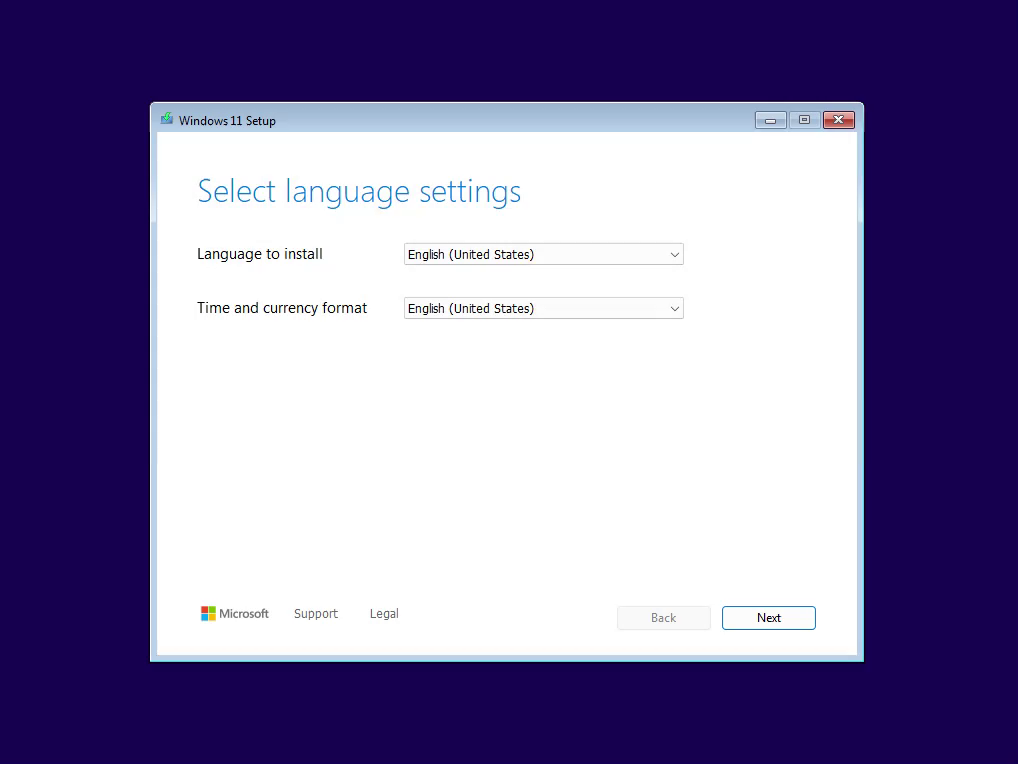 Windows 11 Setup
Select language settings
Language to install English (United States)
Time and currency format English (United States)
Microsoft Support Legal Back Next